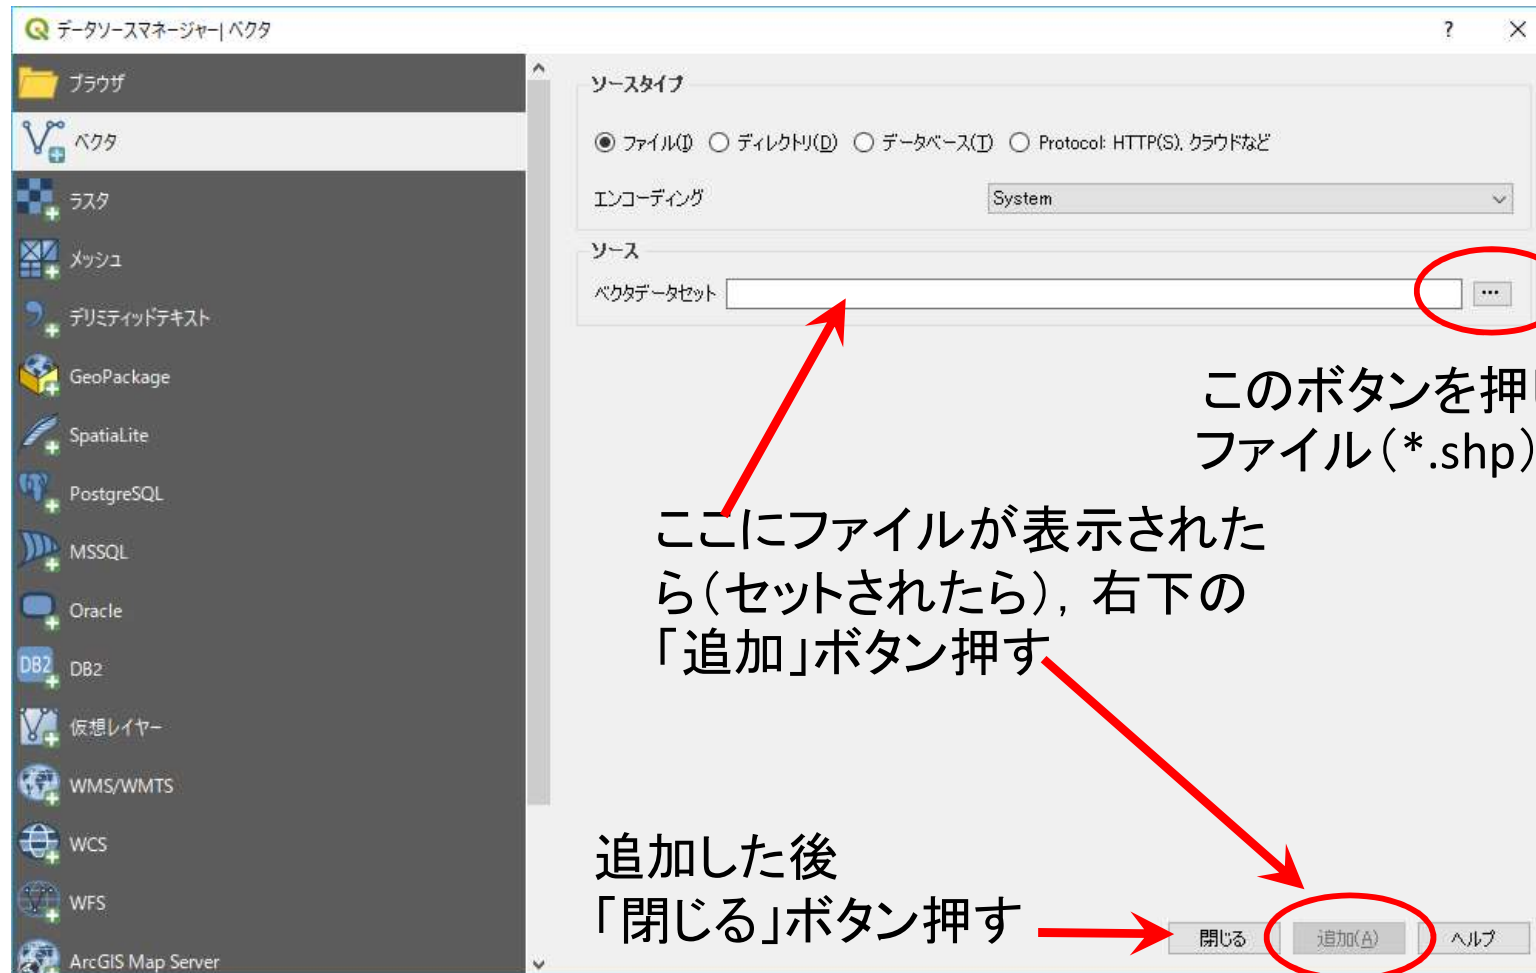 データソースマネージャー | ベクタ
?
ブラウザ
ベクタ
ラスタ
メッシュ
デリミティッドテキスト
GeoPackage
SpatiaLite
PostgreSQL
MSSQL
Oracle
DB2 DB2
仮想レイヤー
WMS/WMTS
WCS
WFS
ArcGIS Map Server
ソースタイプ
ファイル(I) ディレクトリ(D) データベース(T) Protocol: HTTP(S), クラウドなど
エンコーディング System
ソース
ベクタデータセット ...
このボタンを押し
ファイル(*.shp)
ここにファイルが表示された
ら(セットされたら), 右下の
「追加」ボタン押す
追加した後
「閉じる」ボタン押す
閉じる 追加(A) ヘルプ